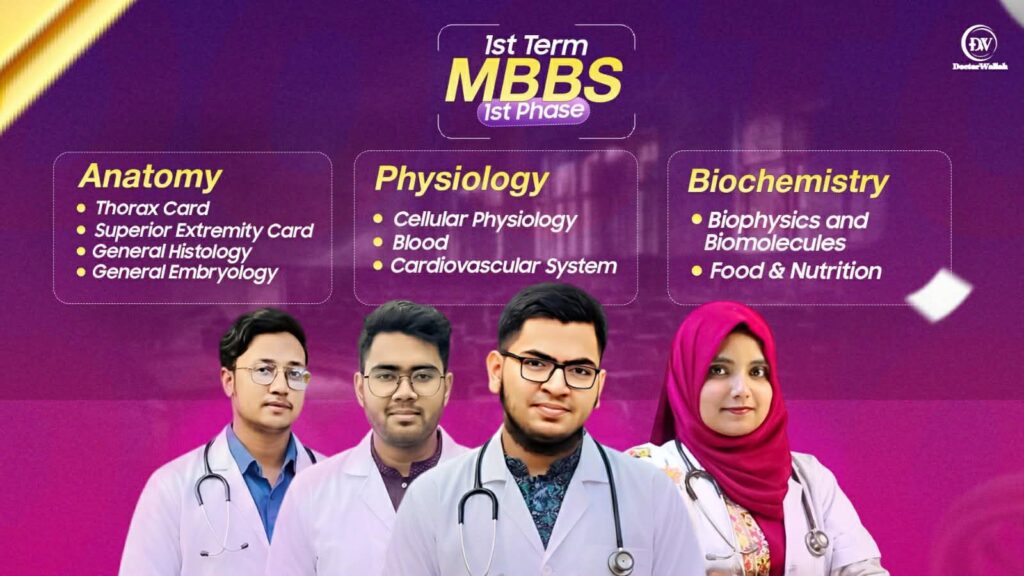 1st Term
MBBS
1st Phase
ĐW
DoctorWallah
Anatomy
Thorax Card
Superior Extremity Card
General Histology
General Embryology
Physiology
Cellular Physiology
Blood
Cardiovascular System
Biochemistry
Biophysics and
Biomolecules
Food & Nutrition